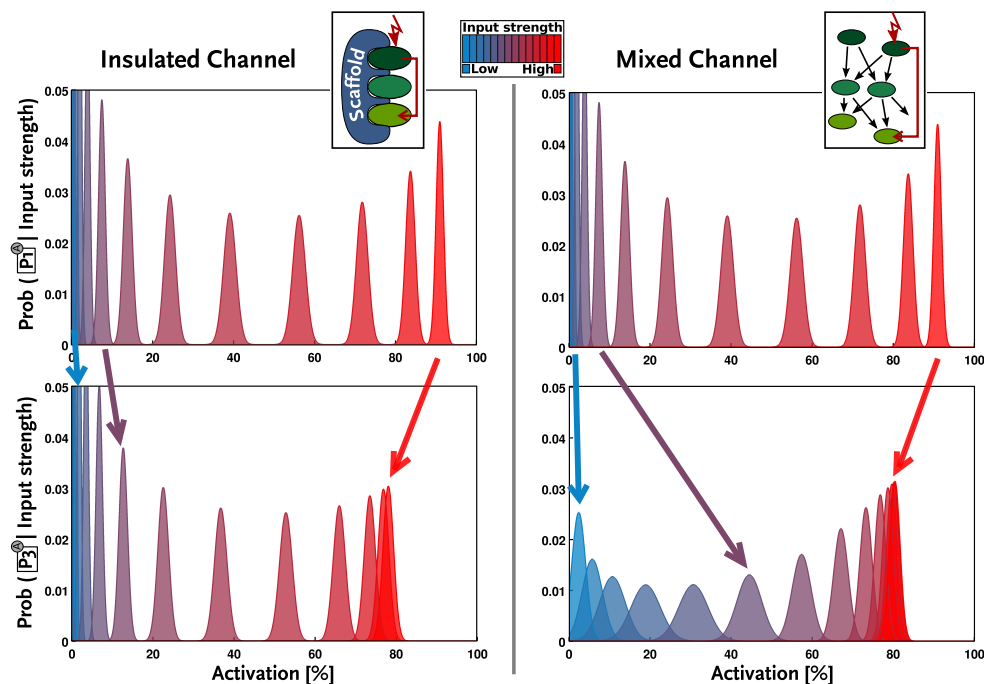 Insulated Channel
Scaffold
Input strength
Low High
Mixed Channel
Prob ( P1 A | Input strength)
0.05
0.04
0.03
0.02
0.01
0
0 20 40 60 80 100
0.05
0.04
0.03
0.02
0.01
0
0 20 40 60 80 100
Prob ( P3 A | Input strength)
0.05
0.04
0.03
0.02
0.01
0
0 20 40 60 80 100
Activation [%]
0.05
0.04
0.03
0.02
0.01
0
0 20 40 60 80 100
Activation [%]